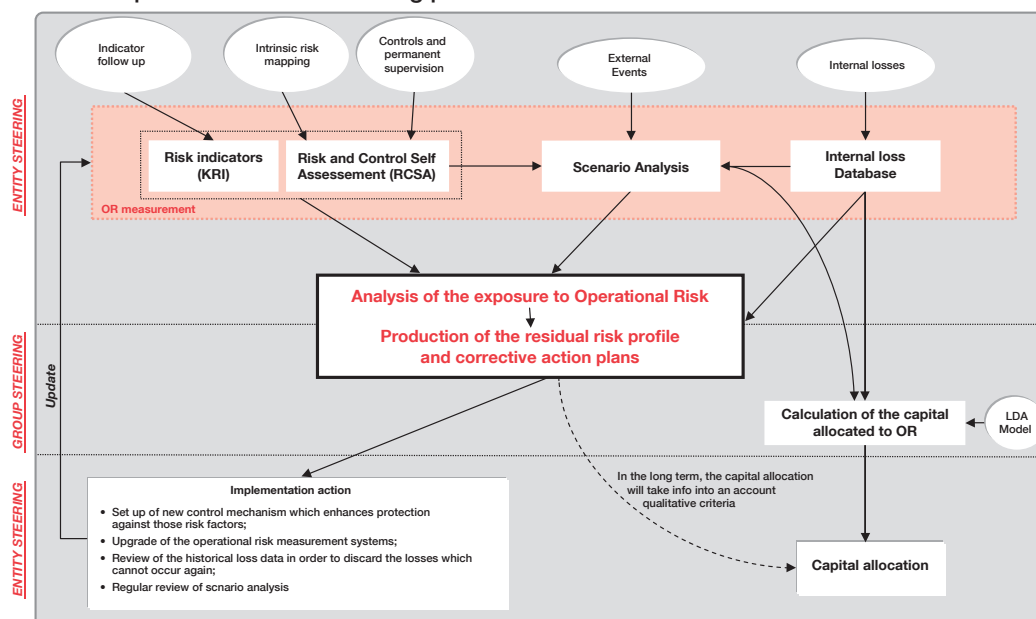 Indicator
follow up
Intrinsic risk
mapping
Controls and
permanent
supervision
External
Events
Internal losses
ENTITY STEERING
Risk indicators
(KRI)
Risk and Control Self
Assessement (RCSA)
Scenario Analysis
Internal loss
Database
OR measurement
Analysis of the exposure to Operational Risk
Production of the residual risk profile
and corrective action plans
GROUP STEERING
Update
Calculation of the capital
allocated to OR
LDA
Model
ENTITY STEERING
Implementation action
• Set up of new control mechanism which enhances protection
against those risk factors;
• Upgrade of the operational risk measurement systems;
• Review of the historical loss data in order to discard the losses which
cannot occur again;
• Regular review of scnario analysis
In the long term, the capital allocation
will take info into an account
qualitative criteria
Capital allocation